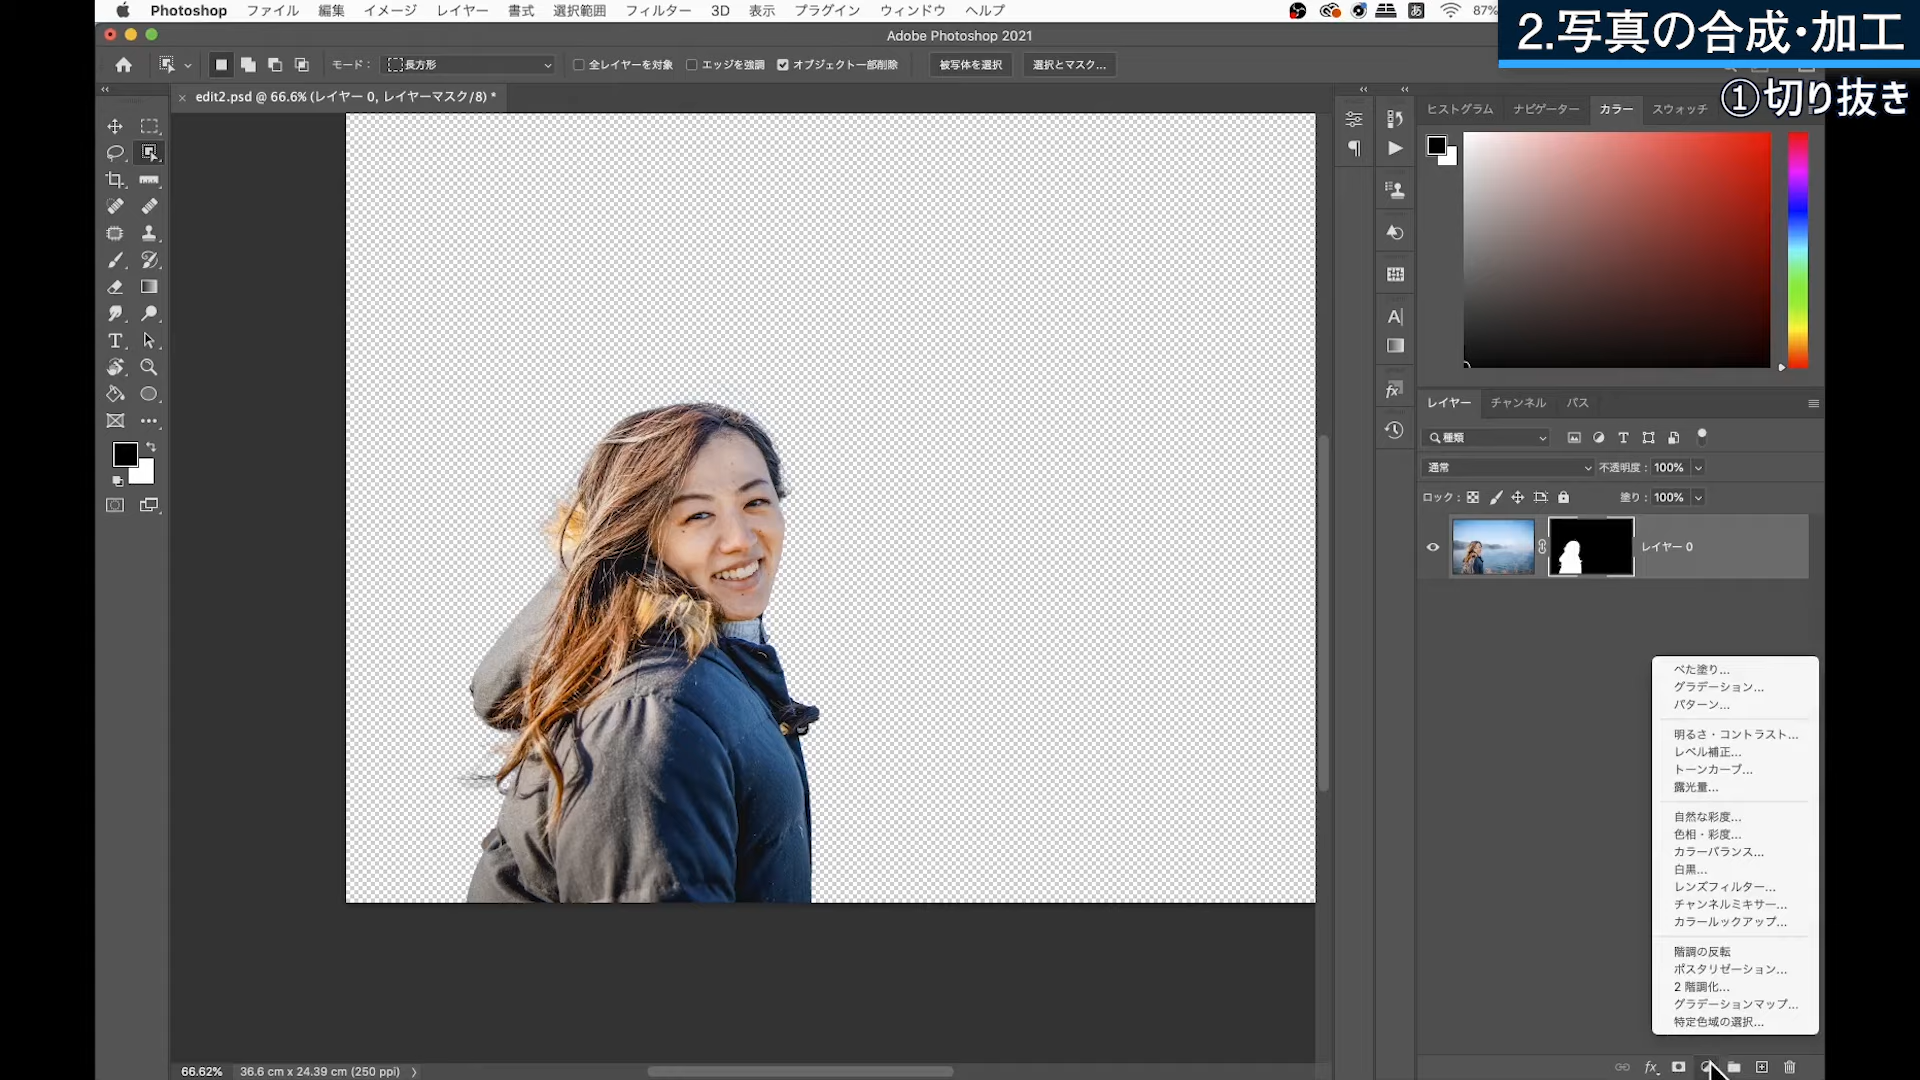 Photoshop ファイル 編集 イメージ レイヤー 書式 選択範囲 フィルター 3D 表示 プラグイン ウィンドウ ヘルプ あ 87%
2.写真の合成・加工
Adobe Photoshop 2021
モード： 長方形 全レイヤーを対象 エッジを強調 オブジェクト一部削除 被写体を選択 選択とマスク...
①切り抜き
edit2.psd @ 66.6% (レイヤー 0, レイヤーマスク/8) *
ヒストグラム ナビゲーター カラー スウォッチ
レイヤー チャンネル パス
種類
通常 不透明度： 100%
ロック： 塗り： 100%
レイヤー 0
べた塗り...
グラデーション...
パターン...
明るさ・コントラスト...
レベル補正...
トーンカーブ...
露光量...
自然な彩度...
色相・彩度...
カラーバランス...
白黒...
レンズフィルター...
チャンネルミキサー...
カラールックアップ...
階調の反転
ポスタリゼーション...
2 階調化...
グラデーションマップ...
特定色域の選択...
66.62% 36.6 cm x 24.39 cm (250 ppi)